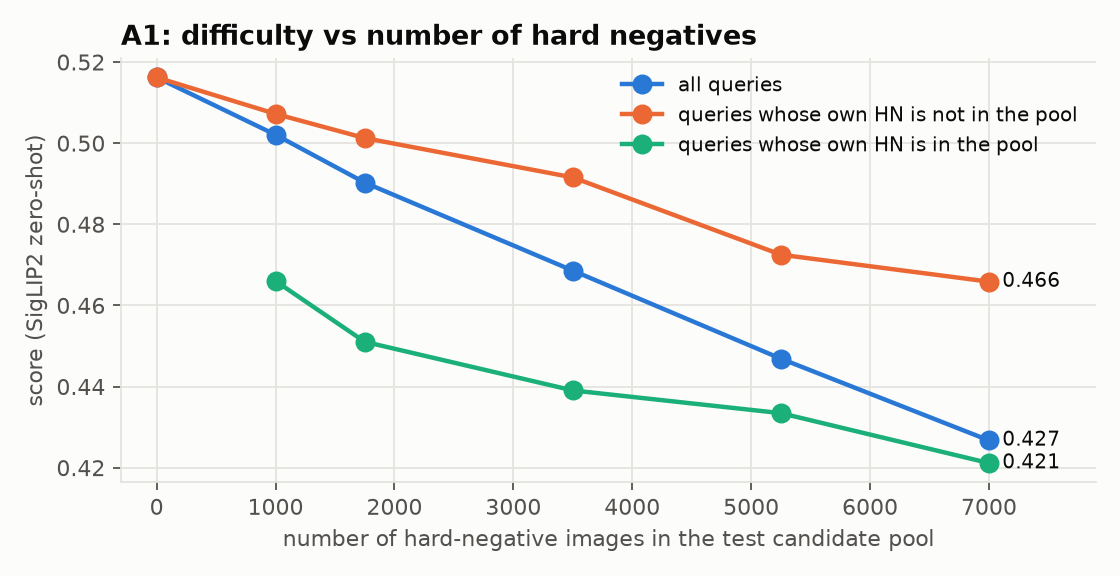 A1: difficulty vs number of hard negatives
0.52
0.50
0.48
0.46
0.44
0.42
score (SigLIP2 zero-shot)
all queries
queries whose own HN is not in the pool
queries whose own HN is in the pool
0.466
0.427
0.421
0 1000 2000 3000 4000 5000 6000 7000
number of hard-negative images in the test candidate pool